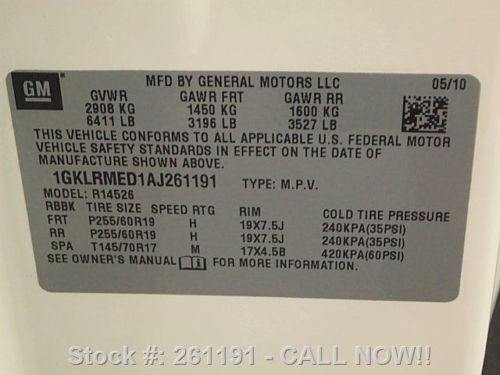 GM MFD BY GENERAL MOTORS LLC 05/10
GVWR GAWR FRT GAWR RR
2908 KG 1450 KG 1600 KG
6411 LB 3196 LB 3527 LB
THIS VEHICLE CONFORMS TO ALL APPLICABLE U.S. FEDERAL MOTOR
VEHICLE SAFETY STANDARDS IN EFFECT ON THE DATE OF
MANUFACTURE SHOWN ABOVE.
1GKLRMED1AJ261191 TYPE: M.P.V.
MODEL: R14526
RBBK TIRE SIZE SPEED RTG RIM COLD TIRE PRESSURE
FRT P255/60R19 H 19X7.5J 240KPA(35PSI)
RR P255/60R19 H 19X7.5J 240KPA(35PSI)
SPA T145/70R17 M 17X4.5B 420KPA(60PSI)
SEE OWNER'S MANUAL FOR MORE INFORMATION.
Stock #: 261191 - CALL NOW!!